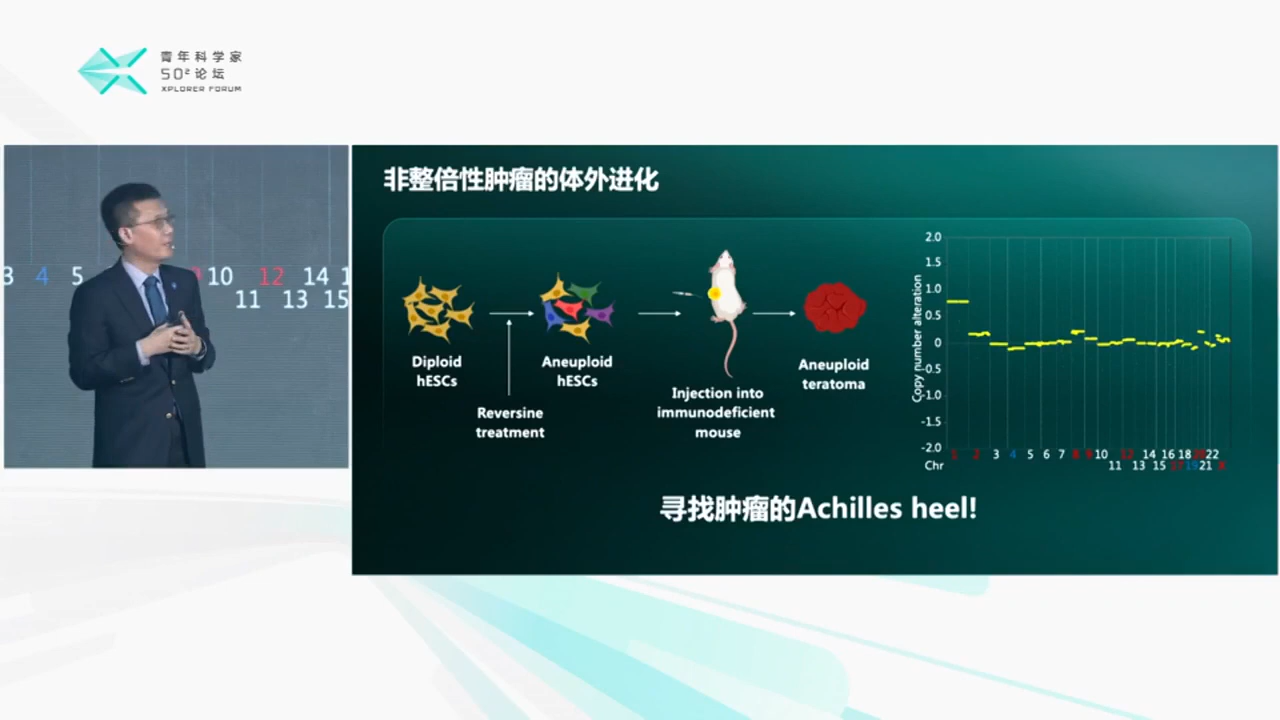 青年科学家
50²论坛
XPLORER FORUM
3 4 5 9 10 12 14 1
11 13 15
非整倍性肿瘤的体外进化
Diploid
hESCs
Reversine
treatment
Aneuploid
hESCs
Injection into
immunodeficient
mouse
Aneuploid
teratoma
Copy number alteration
2.0
1.5
1.0
0.5
0
-0.5
-1.0
-1.5
-2.0
Chr
1 2 3 4 5 6 7 8 9 10 12 14 16 18 20 22
11 13 15 17 19 21 X
寻找肿瘤的Achilles heel!